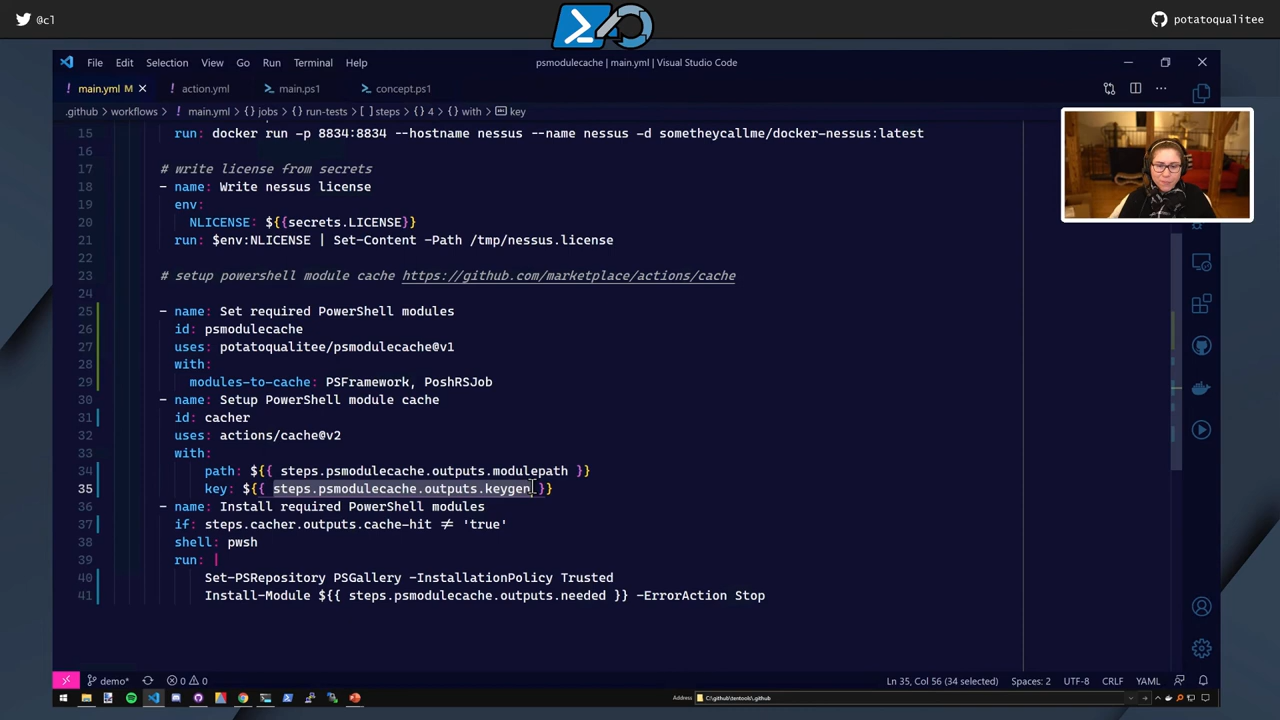 @cl
potatoqualitee
File Edit Selection View Go Run Terminal Help
psmodulecache | main.yml | Visual Studio Code
main.yml M action.yml main.ps1 concept.ps1
.github > workflows > main.yml > {} jobs > {} run-tests > [ ] steps > {} 4 > {} with > key
15 run: docker run -p 8834:8834 --hostname nessus --name nessus -d sometheycallme/docker-nessus:latest
16
17 # write license from secrets
18 - name: Write nessus license
19 env:
20 NLICENSE: ${{secrets.LICENSE}}
21 run: $env:NLICENSE | Set-Content -Path /tmp/nessus.license
22
23 # setup powershell module cache https://github.com/marketplace/actions/cache
24
25 - name: Set required PowerShell modules
26 id: psmodulecache
27 uses: potatoqualitee/psmodulecache@v1
28 with:
29 modules-to-cache: PSFramework, PoshRSJob
30 - name: Setup PowerShell module cache
31 id: cacher
32 uses: actions/cache@v2
33 with:
34 path: ${{ steps.psmodulecache.outputs.modulepath }}
35 key: ${{ steps.psmodulecache.outputs.keygen }}
36 - name: Install required PowerShell modules
37 if: steps.cacher.outputs.cache-hit ≠ 'true'
38 shell: pwsh
39 run: |
40 Set-PSRepository PSGallery -InstallationPolicy Trusted
41 Install-Module ${{ steps.psmodulecache.outputs.needed }} -ErrorAction Stop
demo* 0 0 Ln 35, Col 56 (34 selected) Spaces: 2 UTF-8 CRLF YAML
Address C:\github\tentools\.github